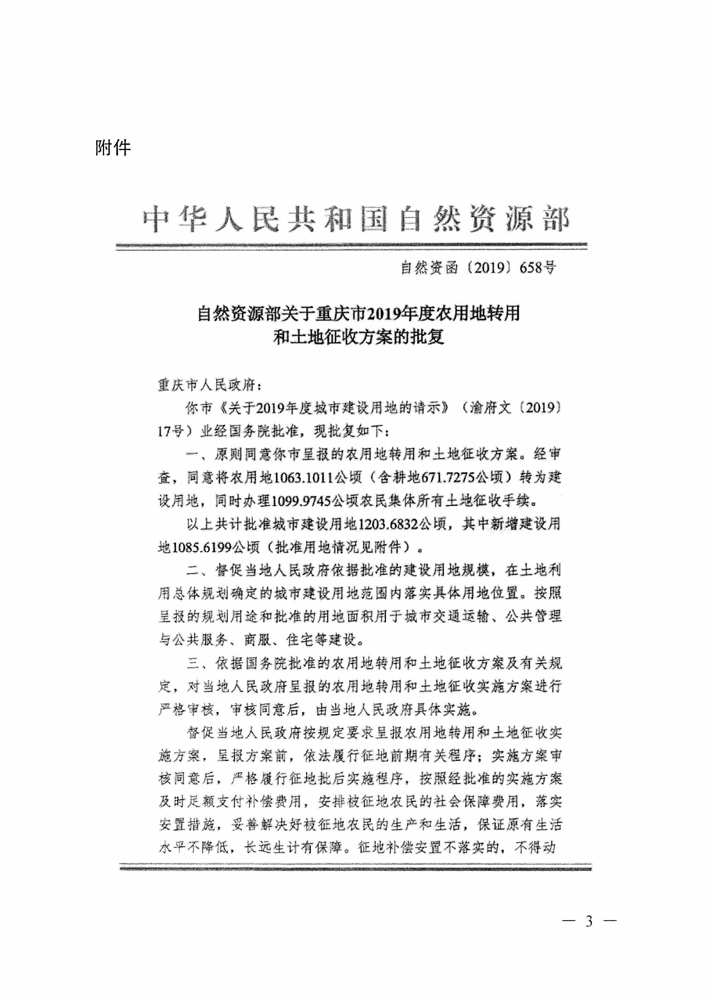 附件
中华人民共和国自然资源部
自然资函〔2019〕658号
自然资源部关于重庆市2019年度农用地转用
和土地征收方案的批复
重庆市人民政府：
你市《关于2019年度城市建设用地的请示》（渝府文〔2019〕
17号）业经国务院批准，现批复如下：
一、原则同意你市呈报的农用地转用和土地征收方案。经审
查，同意将农用地1063.1011公顷（含耕地671.7275公顷）转为建
设用地，同时办理1099.9745公顷农民集体所有土地征收手续。
以上共计批准城市建设用地1203.6832公顷，其中新增建设用
地1085.6199公顷（批准用地情况见附件）。
二、督促当地人民政府依据批准的建设用地规模，在土地利
用总体规划确定的城市建设用地范围内落实具体用地位置。按照
呈报的规划用途和批准的用地面积用于城市交通运输、公共管理
与公共服务、商服、住宅等建设。
三、依据国务院批准的农用地转用和土地征收方案及有关规
定，对当地人民政府呈报的农用地转用和土地征收实施方案进行
严格审核，审核同意后，由当地人民政府具体实施。
督促当地人民政府按规定要求呈报农用地转用和土地征收实
施方案，呈报方案前，依法履行征地前期有关程序；实施方案审
核同意后，严格履行征地批后实施程序，按照经批准的实施方案
及时足额支付补偿费用，安排被征地农民的社会保障费用，落实
安置措施，妥善解决好被征地农民的生产和生活，保证原有生活
水平不降低，长远生计有保障。征地补偿安置不落实的，不得动
— 3 —